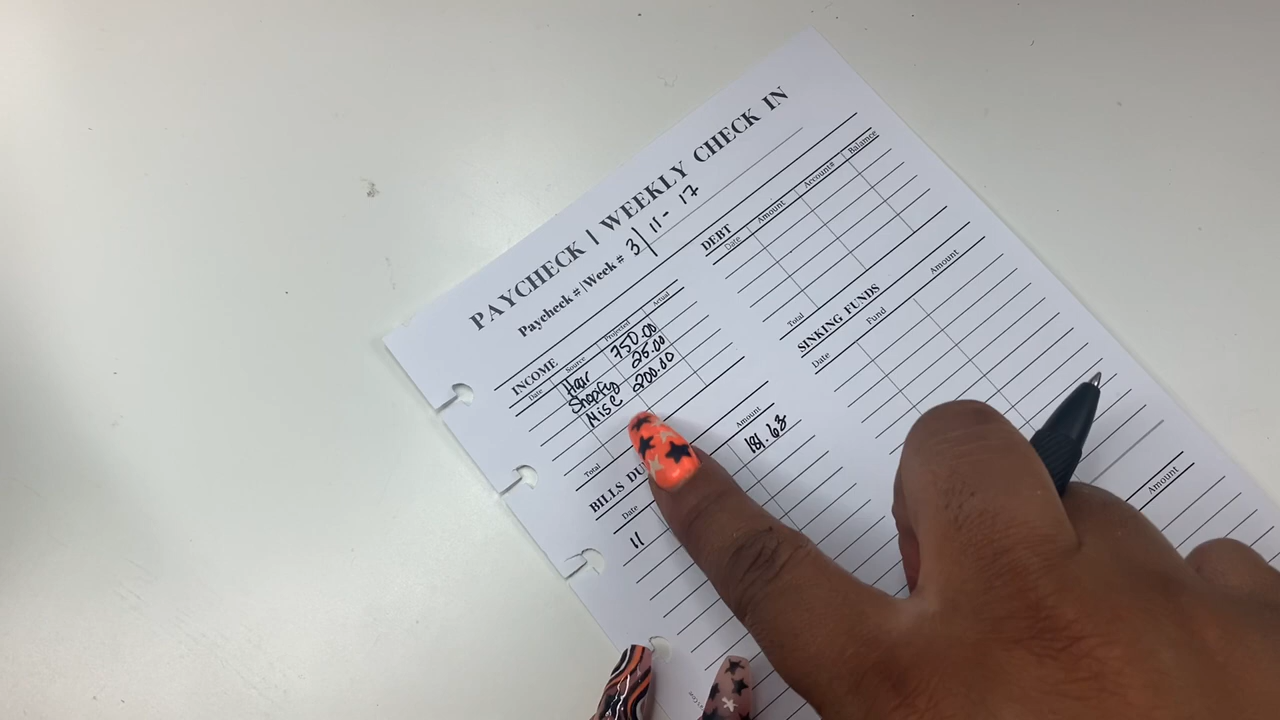 PAYCHECK | WEEKLY CHECK IN
Paycheck #|Week # 3 | 11 - 17
INCOME
Date Source Projected Actual
Hair 750.00
Shopify 25.00
Misc 200.00
Total
BILLS DU
Date Amount
11 181.63
DEBT
Date Amount Account# Balance
Total
SINKING FUNDS
Date Fund Amount
Amount